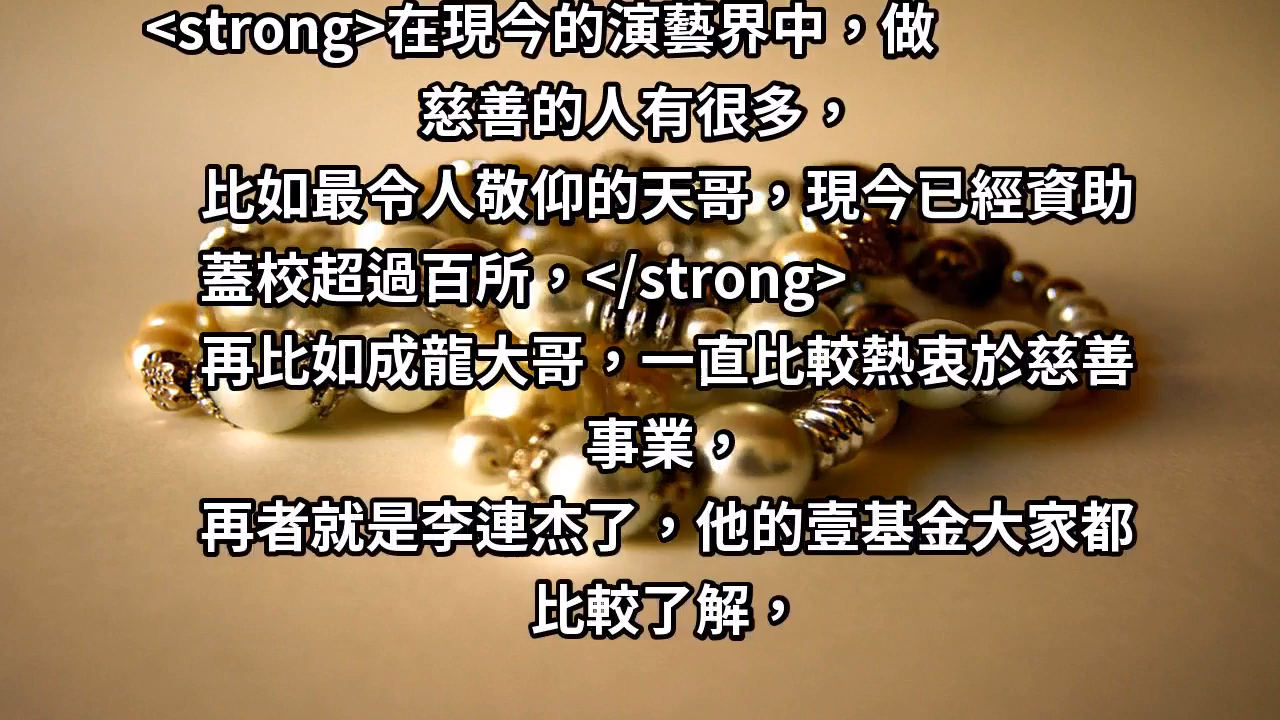 <strong>在現今的演藝界中，做
慈善的人有很多，
比如最令人敬仰的天哥，現今已經資助
蓋校超過百所，</strong>
再比如成龍大哥，一直比較熱衷於慈善
事業，
再者就是李連杰了，他的壹基金大家都
比較了解，